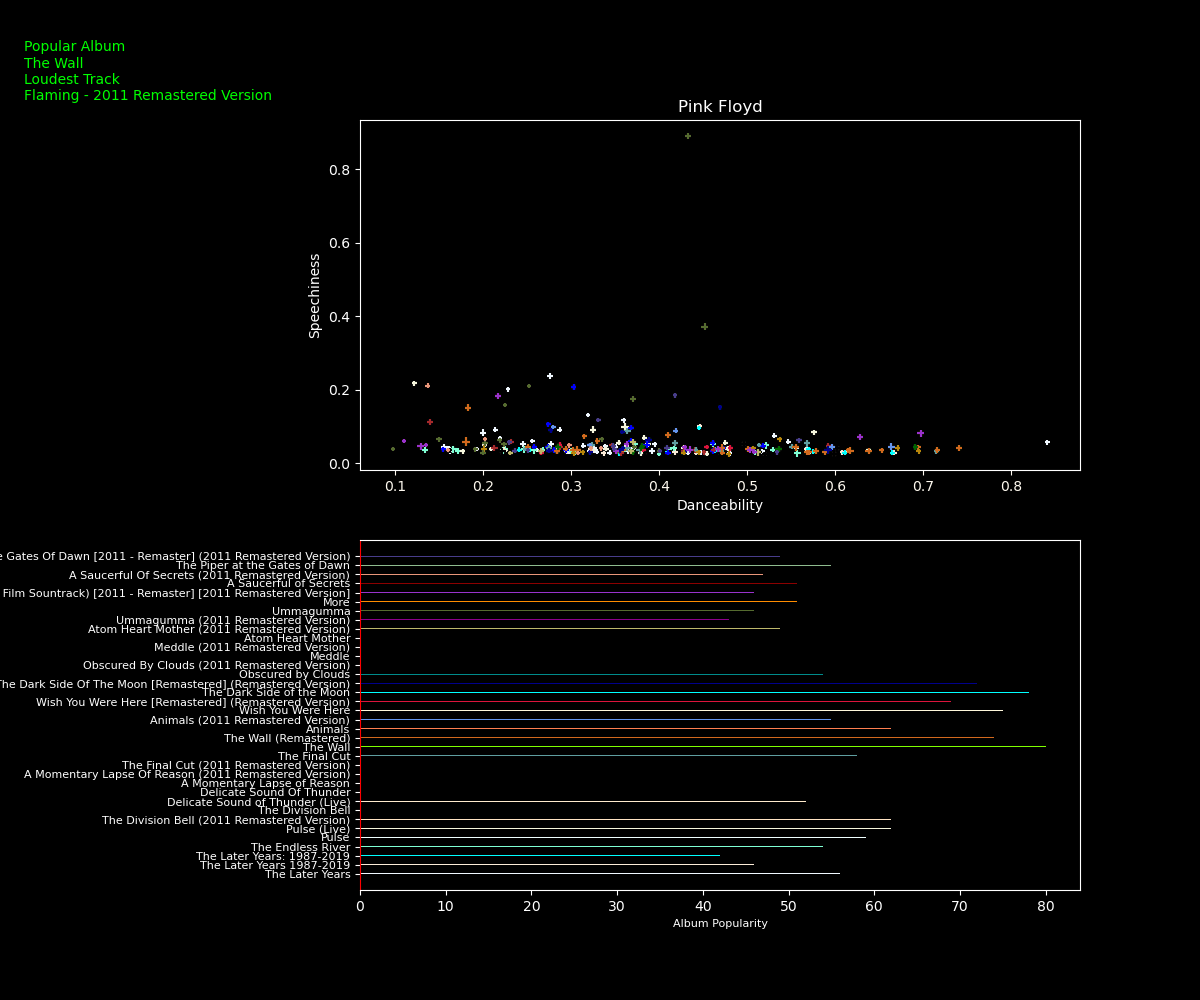 Popular Album
The Wall
Loudest Track
Flaming - 2011 Remastered Version
Pink Floyd
Speechiness
0.8
0.6
0.4
0.2
0.0
0.1 0.2 0.3 0.4 0.5 0.6 0.7 0.8
Danceability
Gates Of Dawn [2011 - Remaster] (2011 Remastered Version)
The Piper at the Gates of Dawn
A Saucerful Of Secrets (2011 Remastered Version)
A Saucerful of Secrets
Film Sountrack) [2011 - Remaster] [2011 Remastered Version]
More
Ummagumma
Ummagumma (2011 Remastered Version)
Atom Heart Mother (2011 Remastered Version)
Atom Heart Mother
Meddle (2011 Remastered Version)
Meddle
Obscured By Clouds (2011 Remastered Version)
Obscured by Clouds
The Dark Side Of The Moon [Remastered] (Remastered Version)
The Dark Side of the Moon
Wish You Were Here [Remastered] (Remastered Version)
Wish You Were Here
Animals (2011 Remastered Version)
Animals
The Wall (Remastered)
The Wall
The Final Cut
The Final Cut (2011 Remastered Version)
A Momentary Lapse Of Reason (2011 Remastered Version)
A Momentary Lapse of Reason
Delicate Sound Of Thunder
Delicate Sound of Thunder (Live)
The Division Bell
The Division Bell (2011 Remastered Version)
Pulse (Live)
Pulse
The Endless River
The Later Years: 1987-2019
The Later Years 1987-2019
The Later Years
0 10 20 30 40 50 60 70 80
Album Popularity